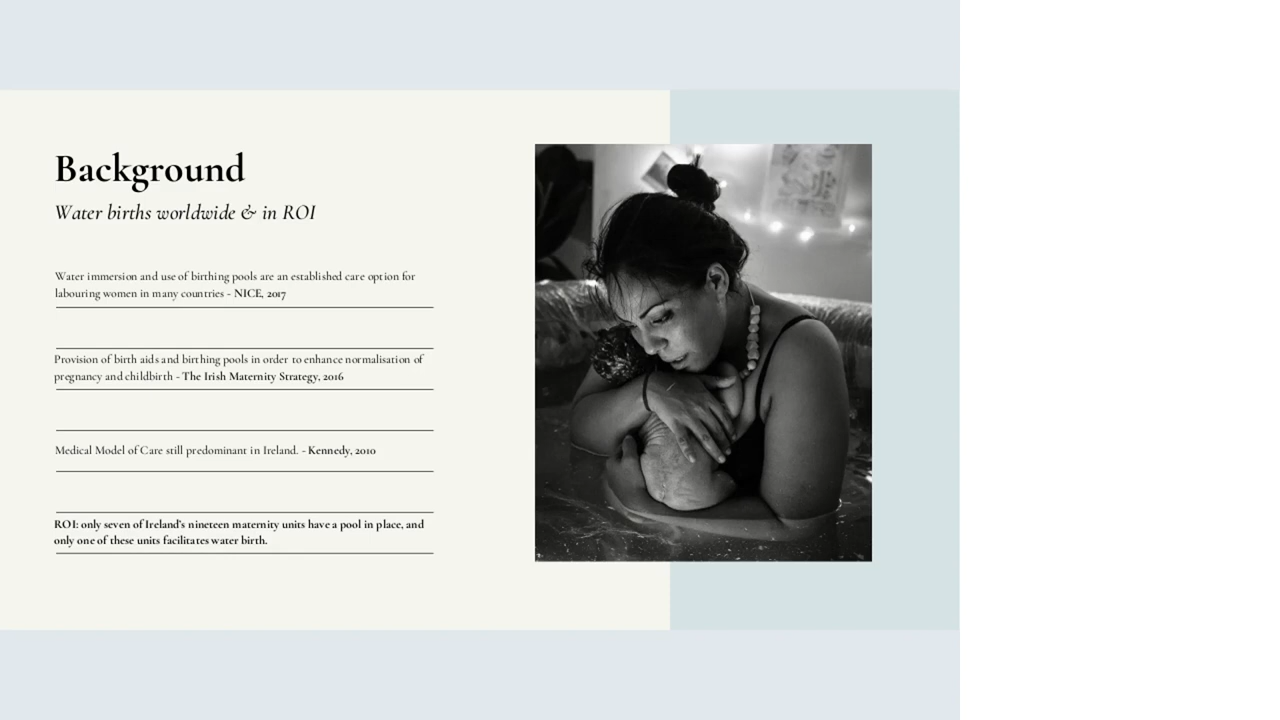 Background
Water births worldwide & in ROI
Water immersion and use of birthing pools are an established care option for
labouring women in many countries - NICE, 2017
Provision of birth aids and birthing pools in order to enhance normalisation of
pregnancy and childbirth - The Irish Maternity Strategy, 2016
Medical Model of Care still predominant in Ireland. - Kennedy, 2010
ROI: only seven of Ireland's nineteen maternity units have a pool in place, and
only one of these units facilitates water birth.